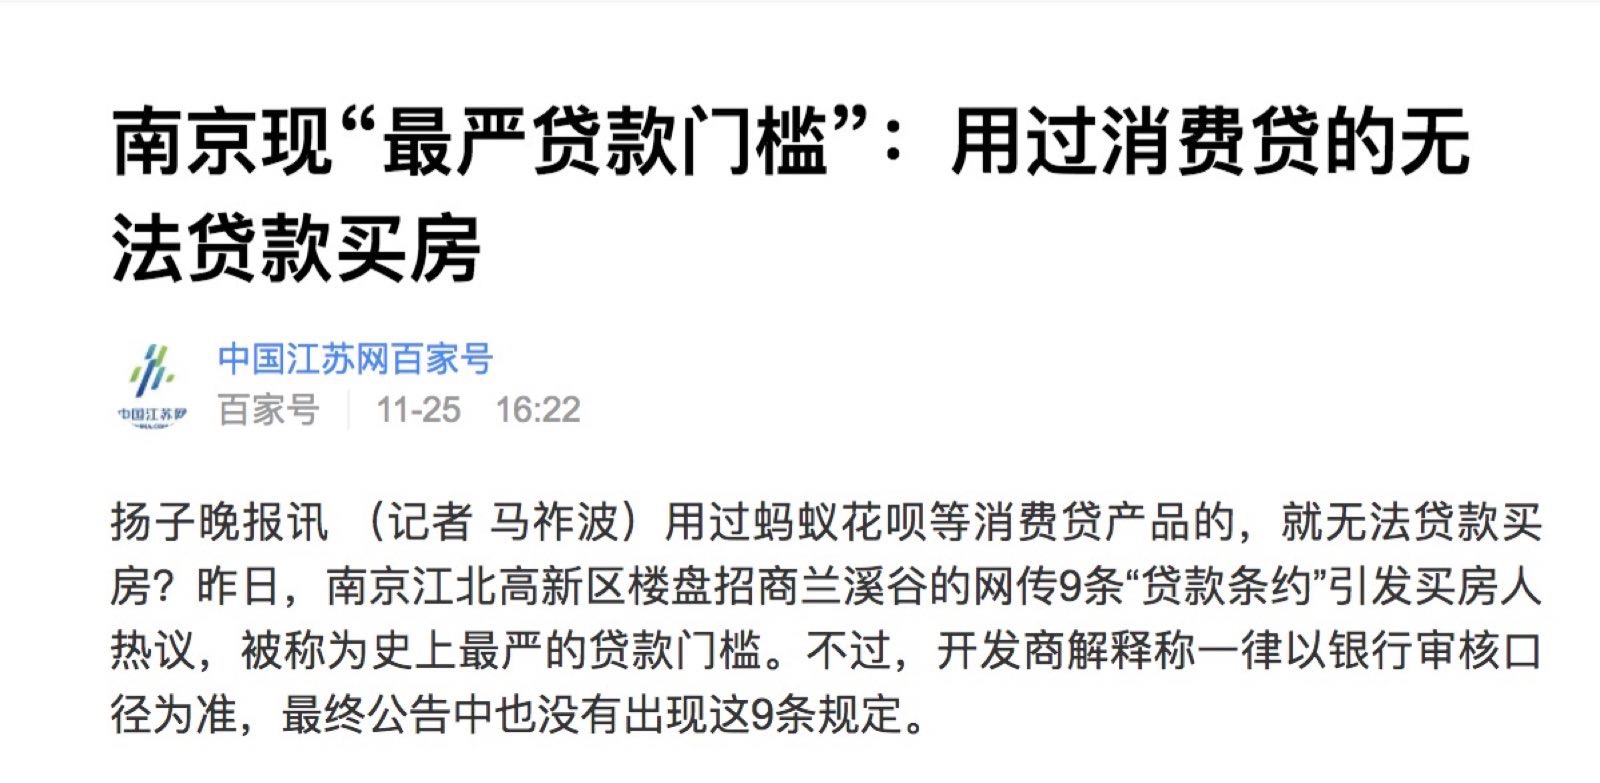 南京现“最严贷款门槛”：用过消费贷的无
法贷款买房
中国江苏网百家号
中国江苏网
百家号 11-25 16:22
扬子晚报讯 （记者 马祚波）用过蚂蚁花呗等消费贷产品的，就无法贷款买
房？昨日，南京江北高新区楼盘招商兰溪谷的网传9条“贷款条约”引发买房人
热议，被称为史上最严的贷款门槛。不过，开发商解释称一律以银行审核口
径为准，最终公告中也没有出现这9条规定。